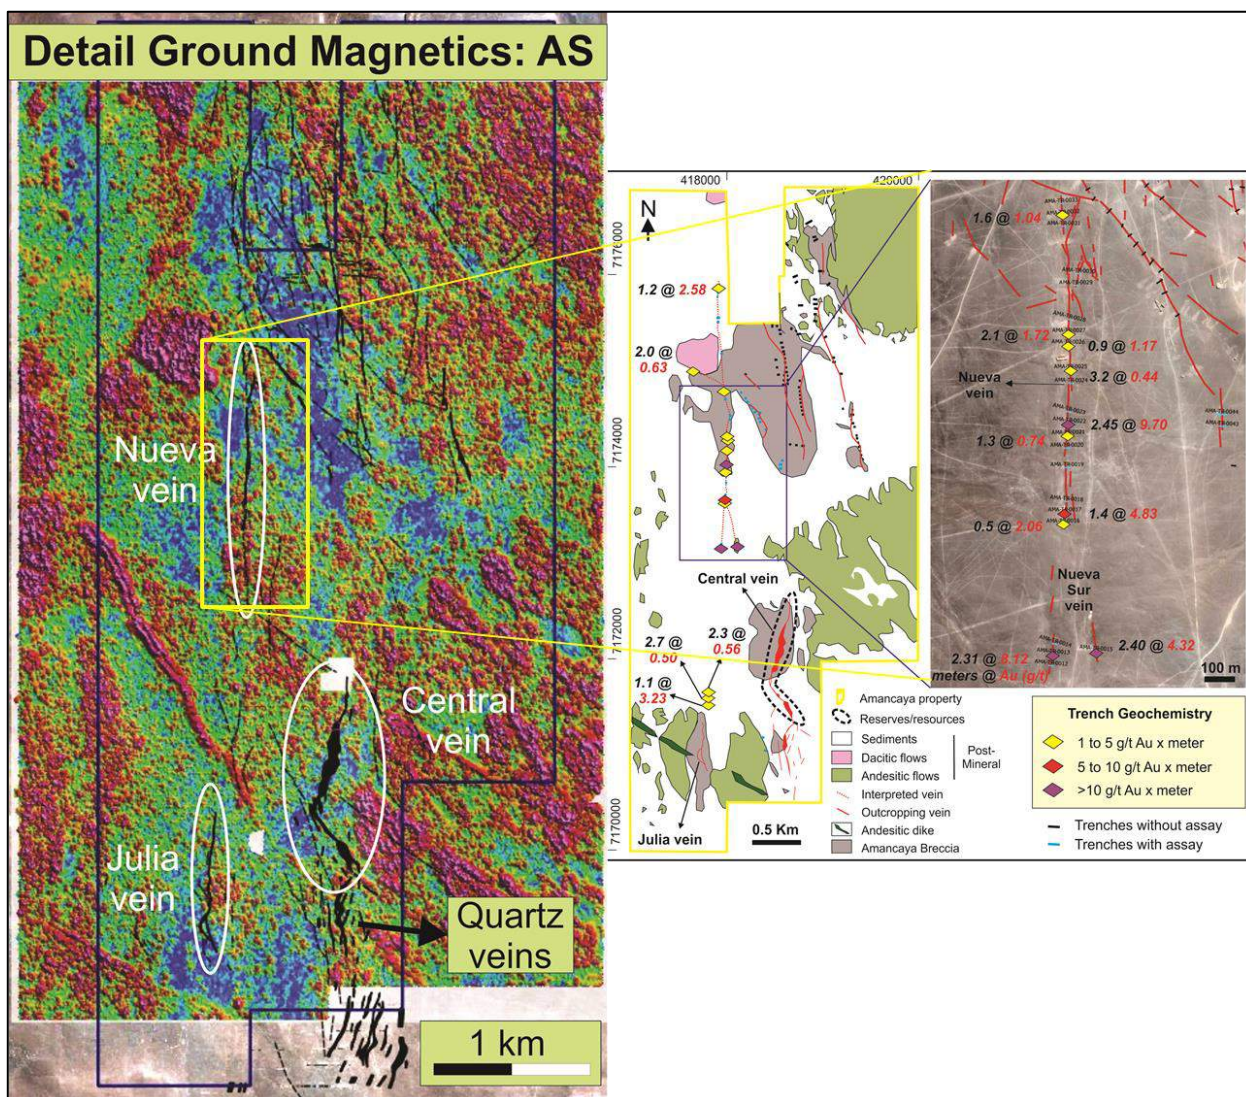 Detail Ground Magnetics: AS
Nueva
vein
Central
vein
Julia
vein
Quartz
veins
1 km
418000
420000
N
7176000
7174000
7172000
7170000
1.2 @ 2.58
2.0 @
0.63
Central vein
2.3 @
0.56
2.7 @
0.50
1.1 @
3.23
Julia vein
0.5 Km
Amancaya property
Reserves/resources
Sediments
Dacitic flows
Andesitic flows
Post-
Mineral
Interpreted vein
Outcropping vein
Andesitic dike
Amancaya Breccia
1.6 @ 1.04
2.1 @ 1.72
0.9 @ 1.17
Nueva
vein
3.2 @ 0.44
2.45 @ 9.70
1.3 @ 0.74
1.4 @ 4.83
0.5 @ 2.06
Nueva
Sur
vein
2.40 @ 4.32
2.31 @ 8.12
meters @ Au (g/t)
100 m
Trench Geochemistry
1 to 5 g/t Au x meter
5 to 10 g/t Au x meter
>10 g/t Au x meter
Trenches without assay
Trenches with assay